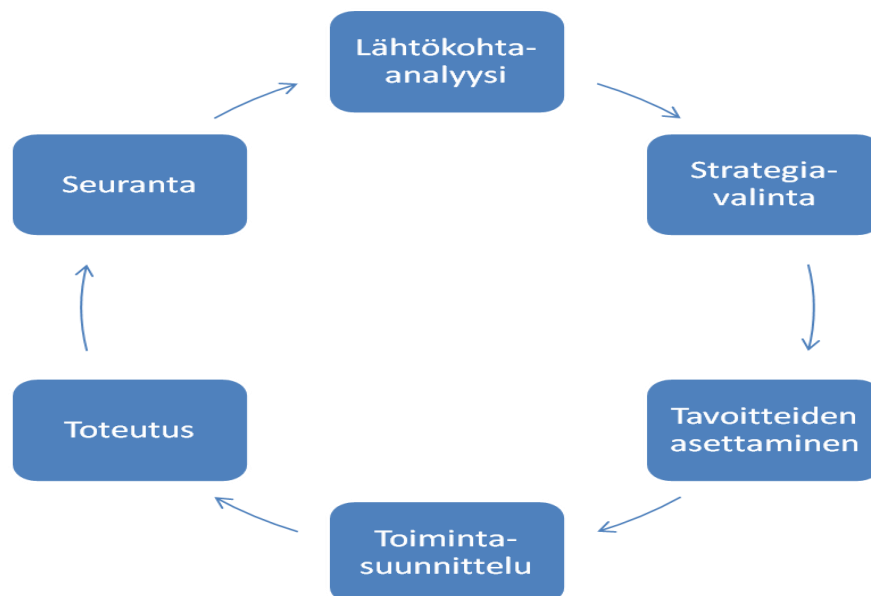 Lähtökohta-
analyysi
Strategia-
valinta
Tavoitteiden
asettaminen
Toiminta-
suunnittelu
Toteutus
Seuranta